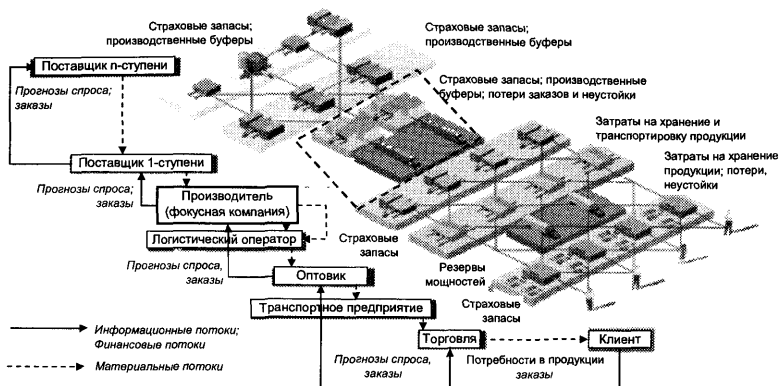 Страховые запасы;
производственные буферы
Страховые запасы;
производственные буферы
Поставщик n-ступени
Прогнозы спроса;
заказы
Страховые запасы; производственные
буферы; потери заказов и неустойки
Затраты на хранение и
транспортировку продукции
Затраты на хранение
продукции; потери,
неустойки
Поставщик 1-ступени
Прогнозы спроса;
заказы
Производитель
(фокусная компания)
Логистический оператор
Страховые
запасы
Прогнозы спроса,
заказы
Оптовик
Резервы
мощностей
Транспортное предприятие
Страховые
запасы
Информационные потоки;
Финансовые потоки
Торговля
Клиент
Материальные потоки
Прогнозы спроса,
заказы
Потребности в продукции
заказы